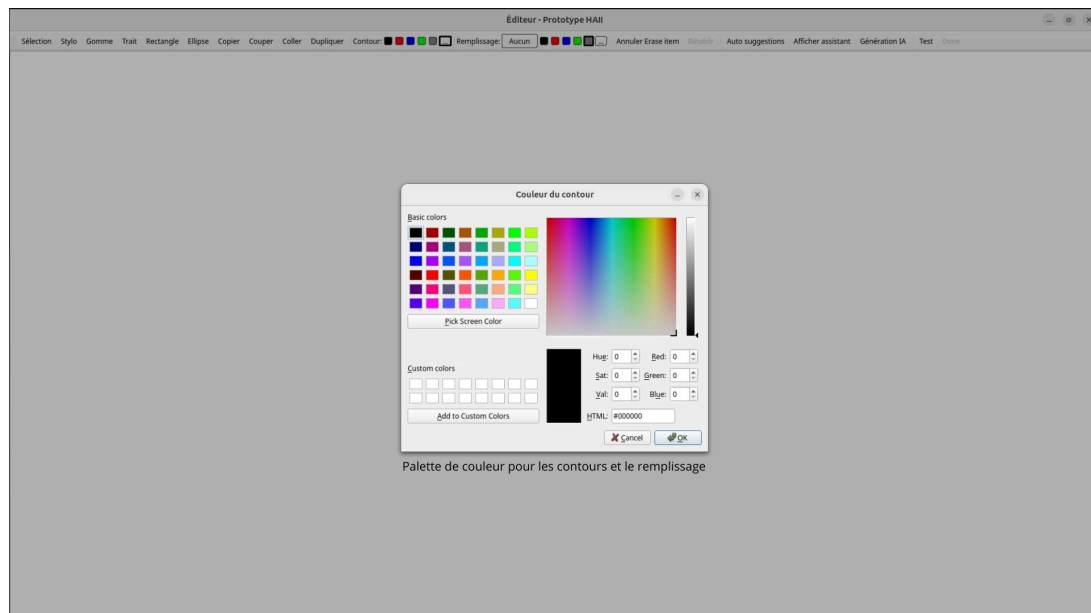 Éditeur - Prototype HAII
Sélection Stylo Gomme Trait Rectangle Ellipse Copier Couper Coller Dupliquer Contour: ... Remplissage: Aucun ... Annuler Erase item Rétablir Auto suggestions Afficher assistant Génération IA Test Done
Couleur du contour
Basic colors
Pick Screen Color
Custom colors
Add to Custom Colors
Hue: 0 Red: 0
Sat: 0 Green: 0
Val: 0 Blue: 0
HTML: #000000
Cancel OK
Palette de couleur pour les contours et le remplissage